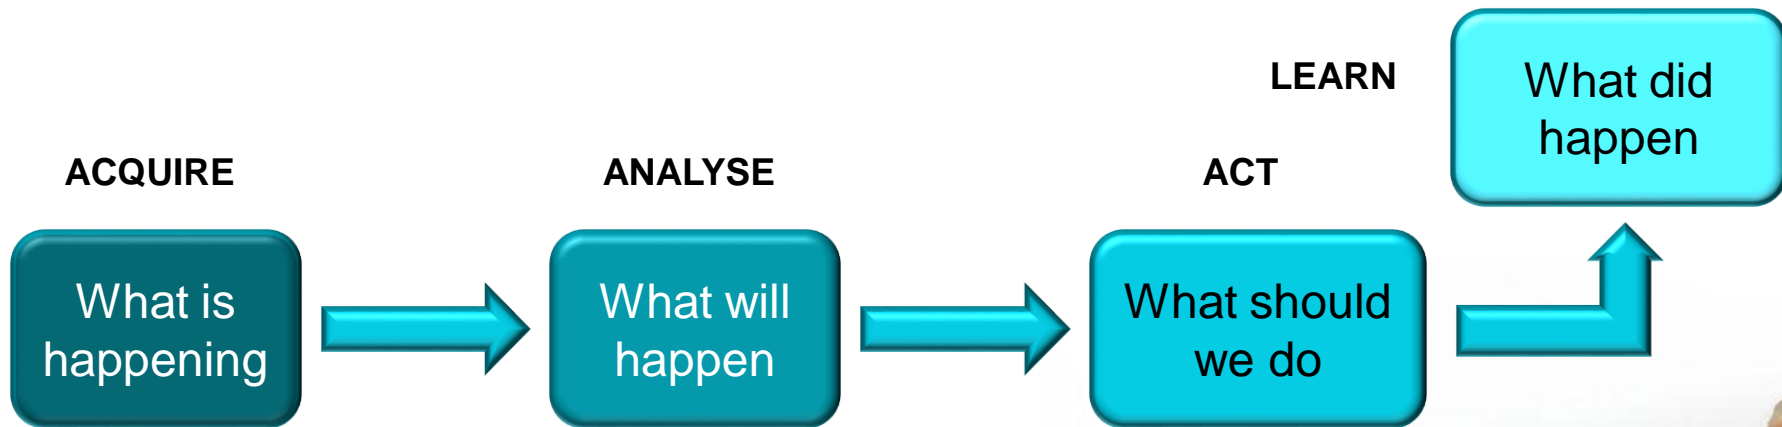 ACQUIRE
What is
happening
ANALYSE
What will
happen
ACT
What should
we do
LEARN
What did
happen